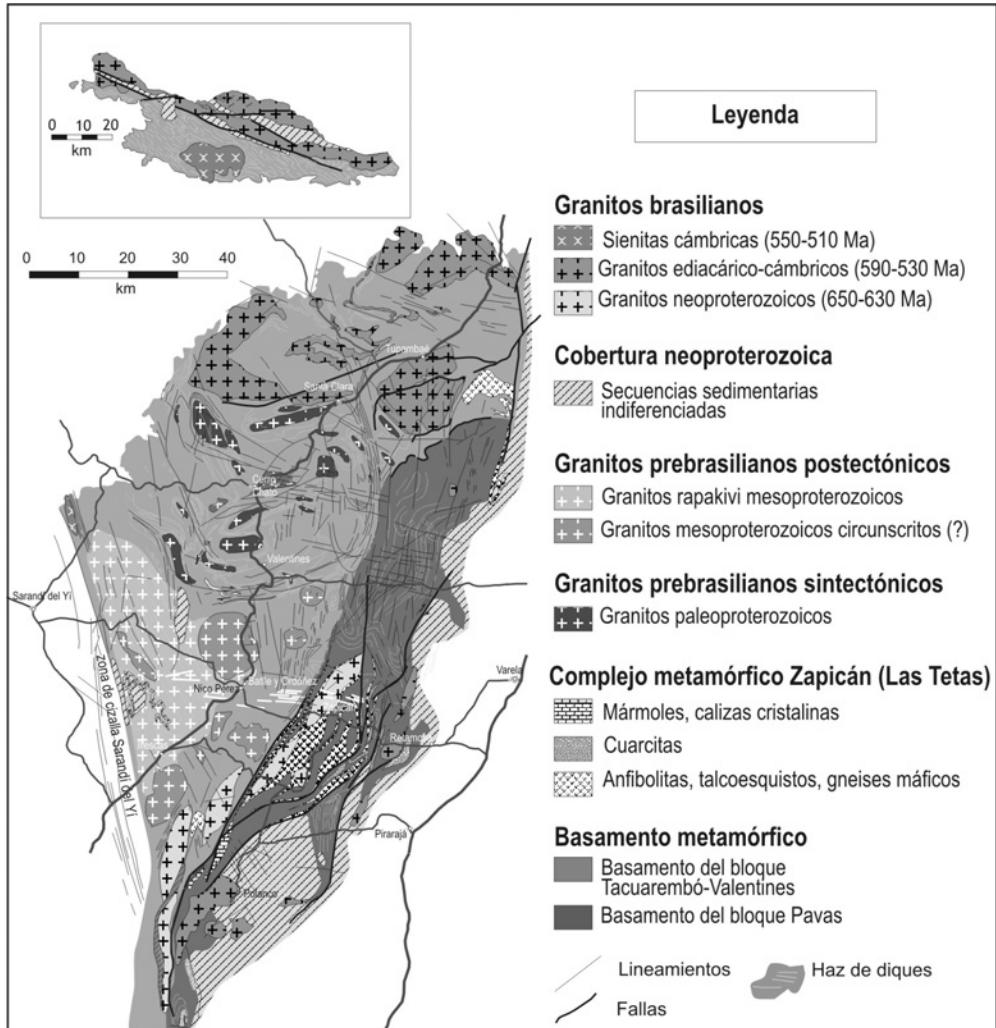 0 10 20
km
0 10 20 30 40
km
Tupambaé
Santa Clara
Cerro
Chato
Valentines
Sarandí del Yí
zona de cizalla Sarandí del Yí
Nico Pérez
Batlle y Ordóñez
Varela
Retamosa
Pirarajá
Polanco
Leyenda
Granitos brasilianos
Sienitas cámbricas (550-510 Ma)
Granitos ediacárico-cámbricos (590-530 Ma)
Granitos neoproterozoicos (650-630 Ma)
Cobertura neoproterozoica
Secuencias sedimentarias
indiferenciadas
Granitos prebrasilianos postectónicos
Granitos rapakivi mesoproterozoicos
Granitos mesoproterozoicos circunscritos (?)
Granitos prebrasilianos sintectónicos
Granitos paleoproterozoicos
Complejo metamórfico Zapicán (Las Tetas)
Mármoles, calizas cristalinas
Cuarcitas
Anfibolitas, talcoesquistos, gneises máficos
Basamento metamórfico
Basamento del bloque
Tacuarembó-Valentines
Basamento del bloque Pavas
Lineamientos
Haz de diques
Fallas